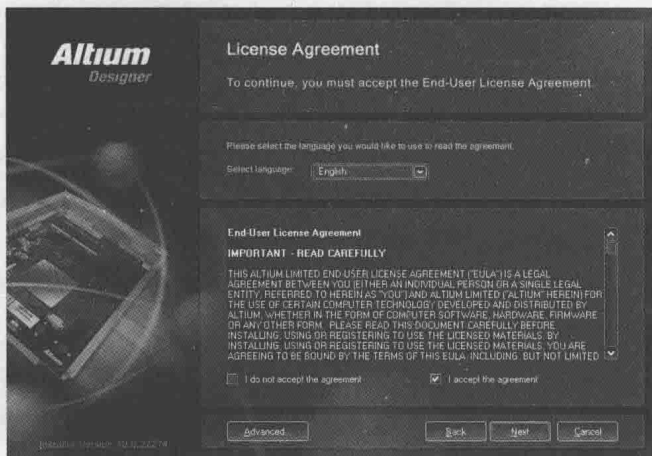 Altium
Designer
License Agreement
To continue, you must accept the End-User License Agreement.
Please select the language you would like to use to read the agreement.
Select language:
English
End-User License Agreement
IMPORTANT - READ CAREFULLY
THIS ALTIUM LIMITED END-USER LICENSE AGREEMENT ("EULA") IS A LEGAL
AGREEMENT BETWEEN YOU (EITHER AN INDIVIDUAL PERSON OR A SINGLE LEGAL
ENTITY, REFERRED TO HEREIN AS "YOU") AND ALTIUM LIMITED ("ALTIUM" HEREIN) FOR
THE USE OF CERTAIN COMPUTER TECHNOLOGY DEVELOPED AND DISTRIBUTED BY
ALTIUM, WHETHER IN THE FORM OF COMPUTER SOFTWARE, HARDWARE, FIRMWARE
OR ANY OTHER FORM. PLEASE READ THIS DOCUMENT CAREFULLY BEFORE
INSTALLING, USING OR REGISTERING TO USE THE LICENSED MATERIALS. BY
INSTALLING, USING OR REGISTERING TO USE THE LICENSED MATERIALS, YOU ARE
AGREEING TO BE BOUND BY THE TERMS OF THIS EULA, INCLUDING, BUT NOT LIMITED
I do not accept the agreement
I accept the agreement
Installer Version
Advanced
Back
Next
Cancel